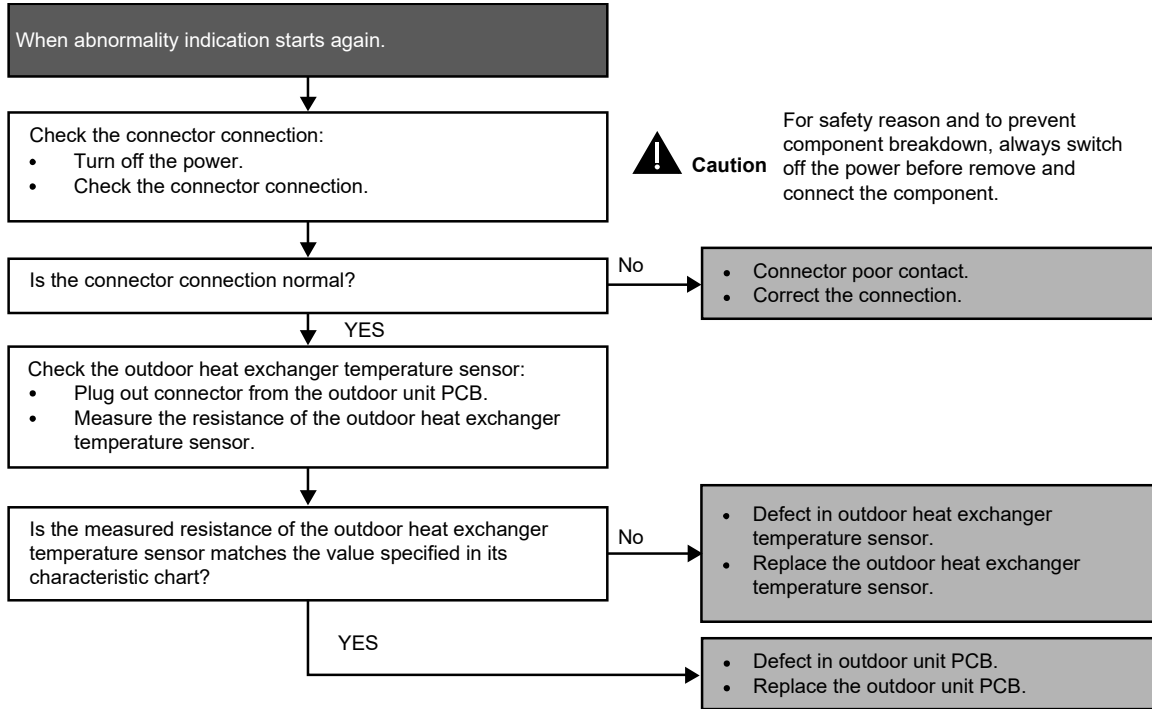 When abnormality indication starts again.
Check the connector connection:
• Turn off the power.
• Check the connector connection.
Caution
For safety reason and to prevent
component breakdown, always switch
off the power before remove and
connect the component.
Is the connector connection normal?
No
• Connector poor contact.
• Correct the connection.
YES
Check the outdoor heat exchanger temperature sensor:
• Plug out connector from the outdoor unit PCB.
• Measure the resistance of the outdoor heat exchanger
temperature sensor.
Is the measured resistance of the outdoor heat exchanger
temperature sensor matches the value specified in its
characteristic chart?
No
• Defect in outdoor heat exchanger
temperature sensor.
• Replace the outdoor heat exchanger
temperature sensor.
YES
• Defect in outdoor unit PCB.
• Replace the outdoor unit PCB.